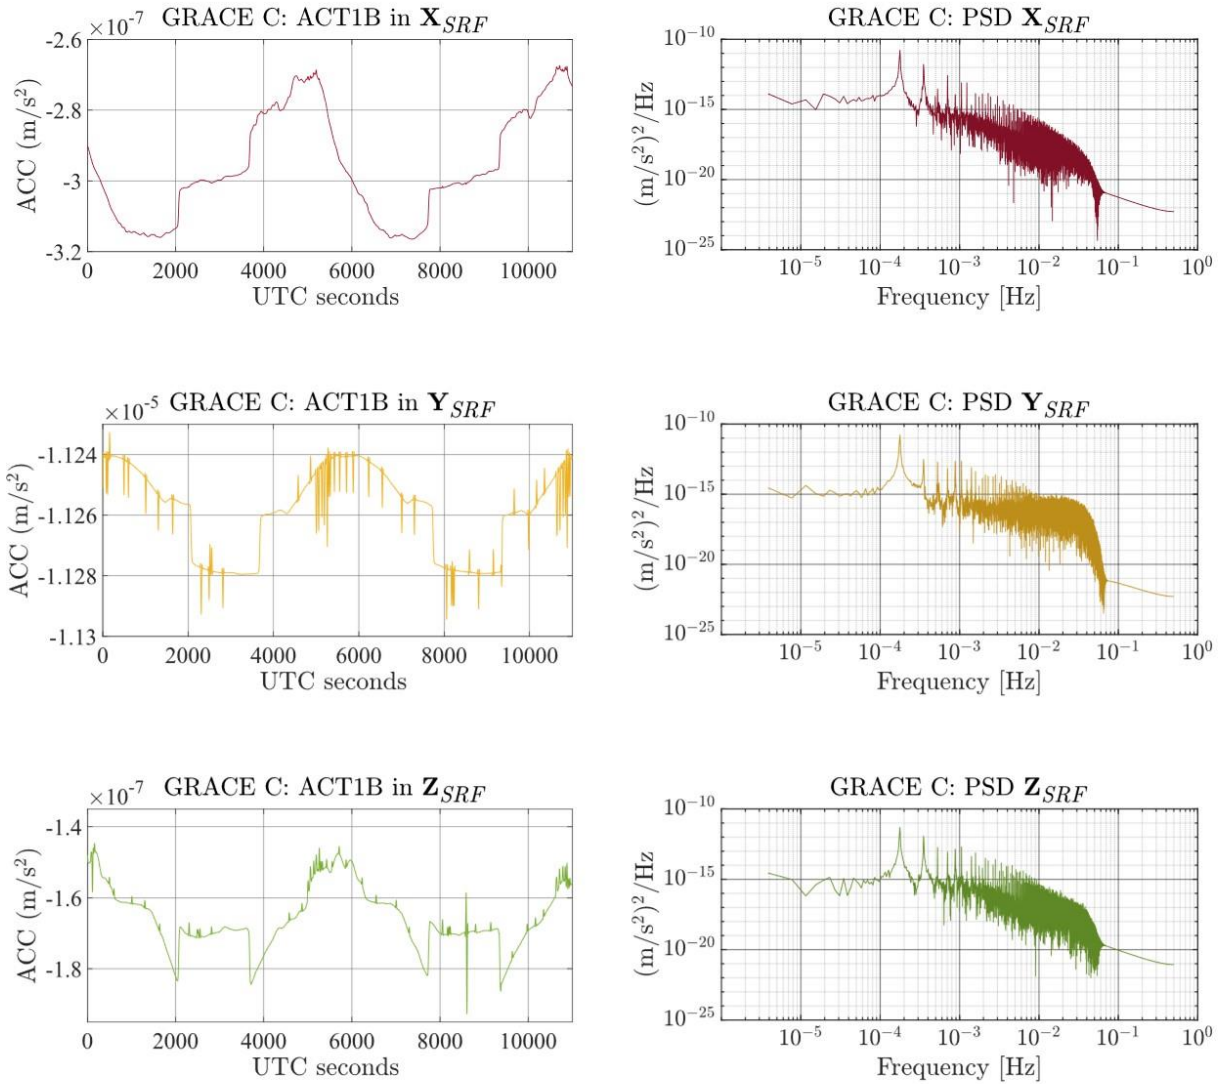 GRACE C: ACT1B in X_SRF
×10⁻⁷
-2.6
-2.8
-3
-3.2
ACC (m/s²)
0 2000 4000 6000 8000 10000
UTC seconds
GRACE C: PSD X_SRF
10⁻¹⁰
10⁻¹⁵
10⁻²⁰
10⁻²⁵
(m/s²)²/Hz
10⁻⁵ 10⁻⁴ 10⁻³ 10⁻² 10⁻¹ 10⁰
Frequency [Hz]
GRACE C: ACT1B in Y_SRF
×10⁻⁵
-1.124
-1.126
-1.128
-1.13
ACC (m/s²)
0 2000 4000 6000 8000 10000
UTC seconds
GRACE C: PSD Y_SRF
10⁻¹⁰
10⁻¹⁵
10⁻²⁰
10⁻²⁵
(m/s²)²/Hz
10⁻⁵ 10⁻⁴ 10⁻³ 10⁻² 10⁻¹ 10⁰
Frequency [Hz]
GRACE C: ACT1B in Z_SRF
×10⁻⁷
-1.4
-1.6
-1.8
ACC (m/s²)
0 2000 4000 6000 8000 10000
UTC seconds
GRACE C: PSD Z_SRF
10⁻¹⁰
10⁻¹⁵
10⁻²⁰
10⁻²⁵
(m/s²)²/Hz
10⁻⁵ 10⁻⁴ 10⁻³ 10⁻² 10⁻¹ 10⁰
Frequency [Hz]